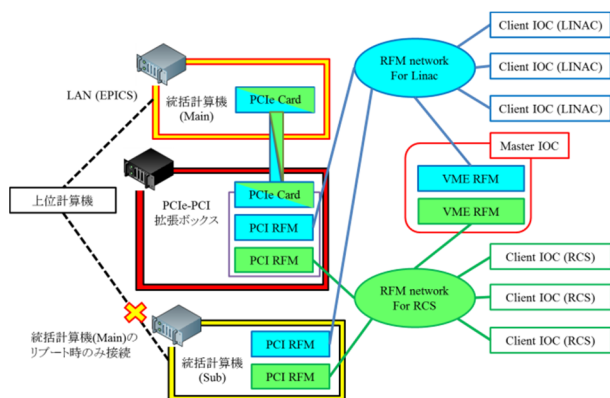 LAN (EPICS)
統括計算機
(Main)
PCIe Card
PCIe-PCI
拡張ボックス
PCIe Card
PCI RFM
PCI RFM
上位計算機
統括計算機(Main)の
リブート時のみ接続
統括計算機
(Sub)
PCI RFM
PCI RFM
RFM network
For Linac
Client IOC (LINAC)
Client IOC (LINAC)
Client IOC (LINAC)
Master IOC
VME RFM
VME RFM
RFM network
For RCS
Client IOC (RCS)
Client IOC (RCS)
Client IOC (RCS)